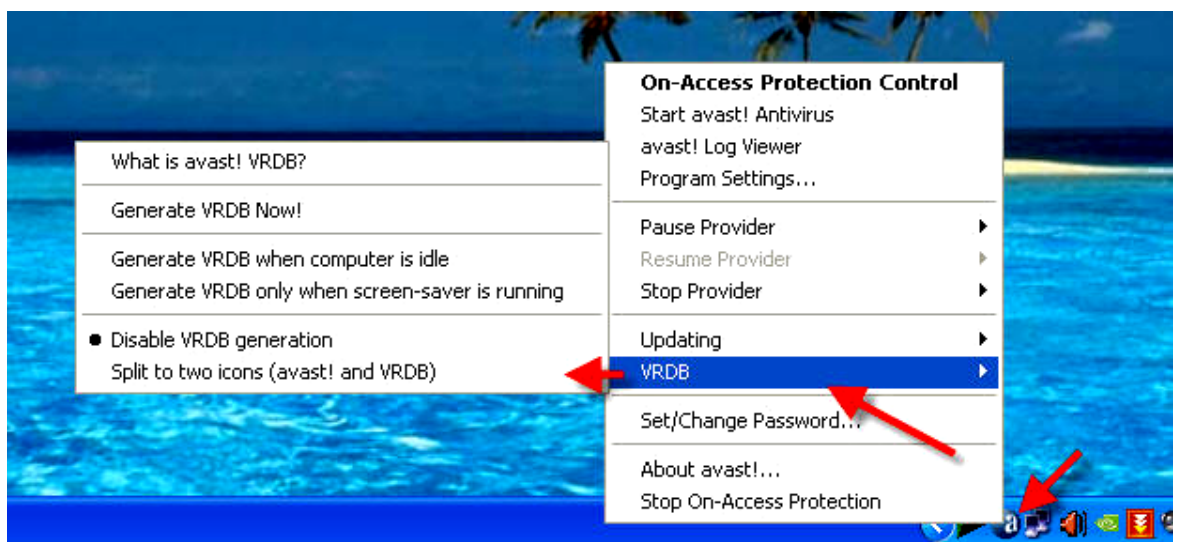 On-Access Protection Control
Start avast! Antivirus
avast! Log Viewer
Program Settings...
Pause Provider
Resume Provider
Stop Provider
Updating
VRDB
Set/Change Password...
About avast!...
Stop On-Access Protection
What is avast! VRDB?
Generate VRDB Now!
Generate VRDB when computer is idle
Generate VRDB only when screen-saver is running
Disable VRDB generation
Split to two icons (avast! and VRDB)
a